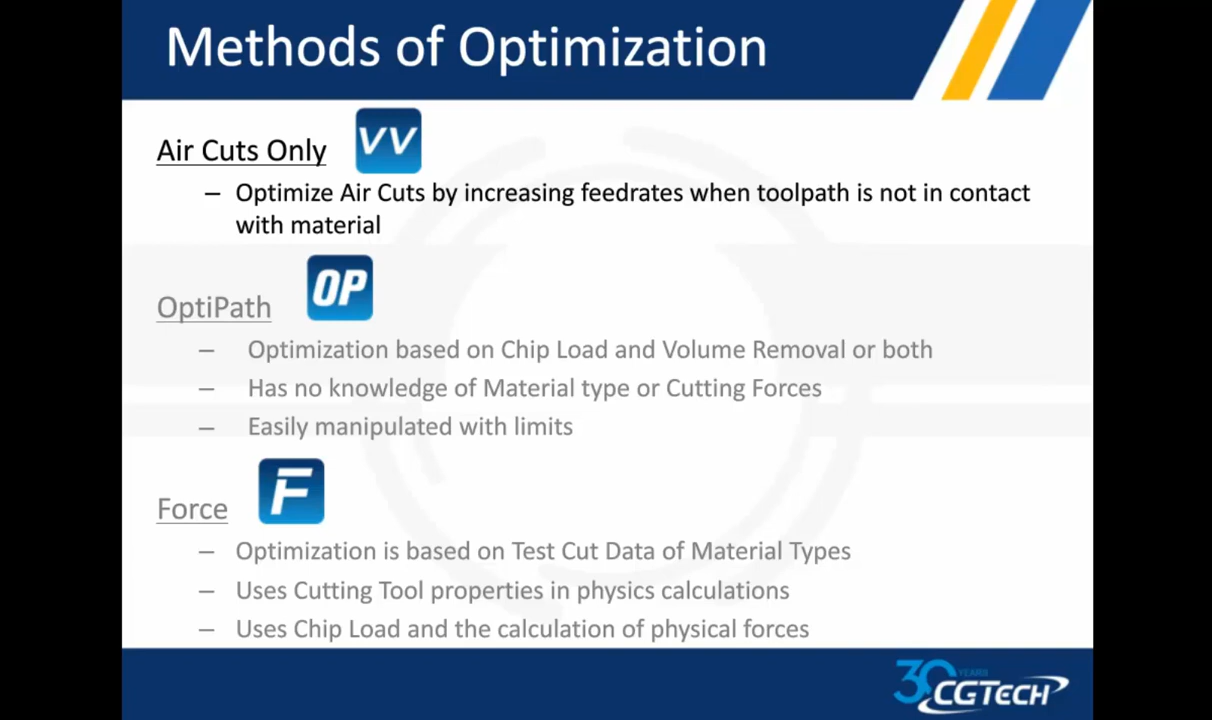 Methods of Optimization
Air Cuts Only
VV
– Optimize Air Cuts by increasing feedrates when toolpath is not in contact
with material
OptiPath
OP
– Optimization based on Chip Load and Volume Removal or both
– Has no knowledge of Material type or Cutting Forces
– Easily manipulated with limits
Force
F
– Optimization is based on Test Cut Data of Material Types
– Uses Cutting Tool properties in physics calculations
– Uses Chip Load and the calculation of physical forces
30 YEARS CGTECH